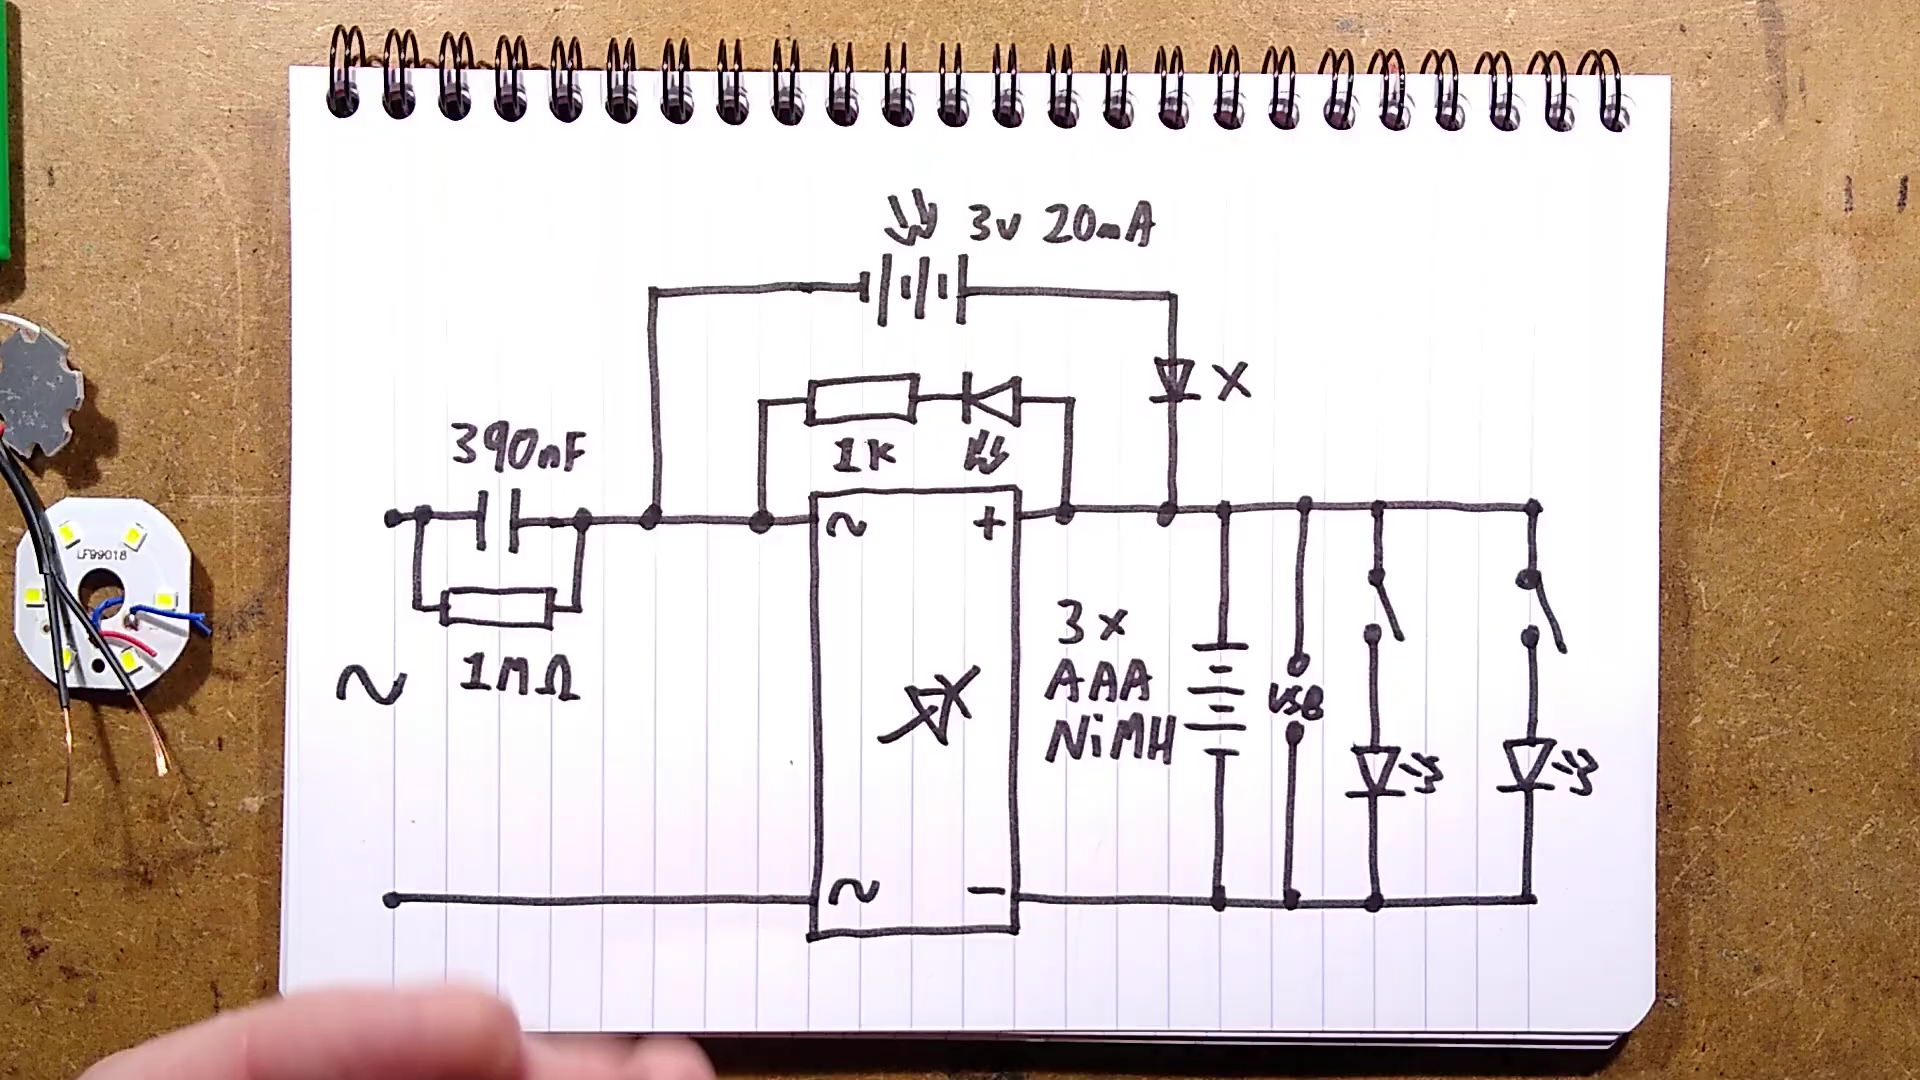 3V 20mA
X
1K
390nF
~
+
LF99018
3x
AAA
NiMH
USB
1MΩ
~
~
-